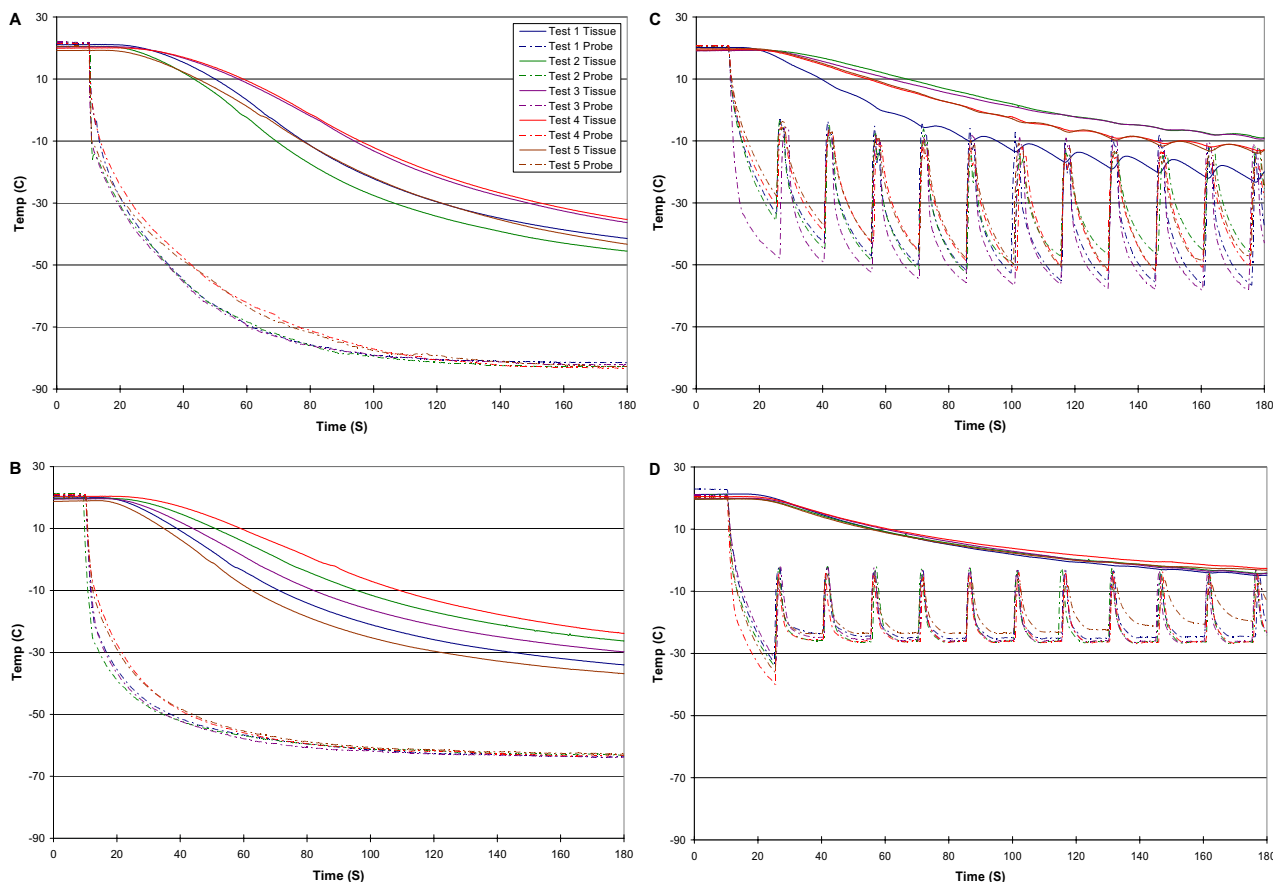 A
30
10
-10
-30
-50
-70
-90
Temp (C)
0 20 40 60 80 100 120 140 160 180
Time (S)
Test 1 Tissue
Test 1 Probe
Test 2 Tissue
Test 2 Probe
Test 3 Tissue
Test 3 Probe
Test 4 Tissue
Test 4 Probe
Test 5 Tissue
Test 5 Probe
C
30
10
-10
-30
-50
-70
-90
Temp (C)
0 20 40 60 80 100 120 140 160 180
Time (S)
B
30
10
-10
-30
-50
-70
-90
Temp (C)
0 20 40 60 80 100 120 140 160 180
Time (S)
D
30
10
-10
-30
-50
-70
-90
Temp (C)
0 20 40 60 80 100 120 140 160 180
Time (S)